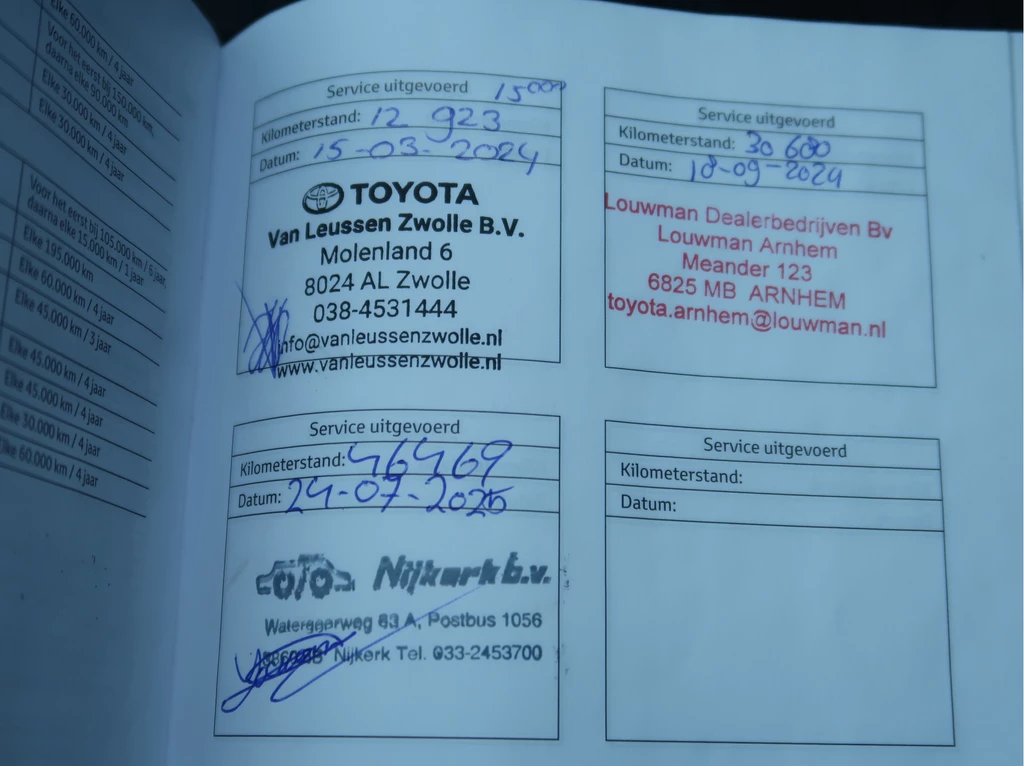 Elke 60.000 km / 4 jaar
Voor het eerst bij 150.000 km,
daarna elke 90.000 km
Elke 30.000 km / 4 jaar
Elke 30.000 km / 4 jaar
Voor het eerst bij 105.000 km / 6 jaar,
daarna elke 15.000 km / 1 jaar
Elke 195.000 km
Elke 60.000 km / 4 jaar
Elke 45.000 km / 3 jaar
Elke 45.000 km / 4 jaar
Elke 45.000 km / 4 jaar
Elke 30.000 km / 4 jaar
Elke 60.000 km / 4 jaar
Service uitgevoerd 15000
Kilometerstand: 12 923
Datum: 15-03-2024
TOYOTA
Van Leussen Zwolle B.V.
Molenland 6
8024 AL Zwolle
038-4531444
info@vanleussenzwolle.nl
www.vanleussenzwolle.nl
Service uitgevoerd
Kilometerstand: 30 600
Datum: 18-09-2024
Louwman Dealerbedrijven Bv
Louwman Arnhem
Meander 123
6825 MB ARNHEM
toyota.arnhem@louwman.nl
Service uitgevoerd
Kilometerstand: 46469
Datum: 24-07-2025
Nijkerk b.v.
63 A, Postbus 1056
Nijkerk Tel. 033-2453700
Service uitgevoerd
Kilometerstand:
Datum: